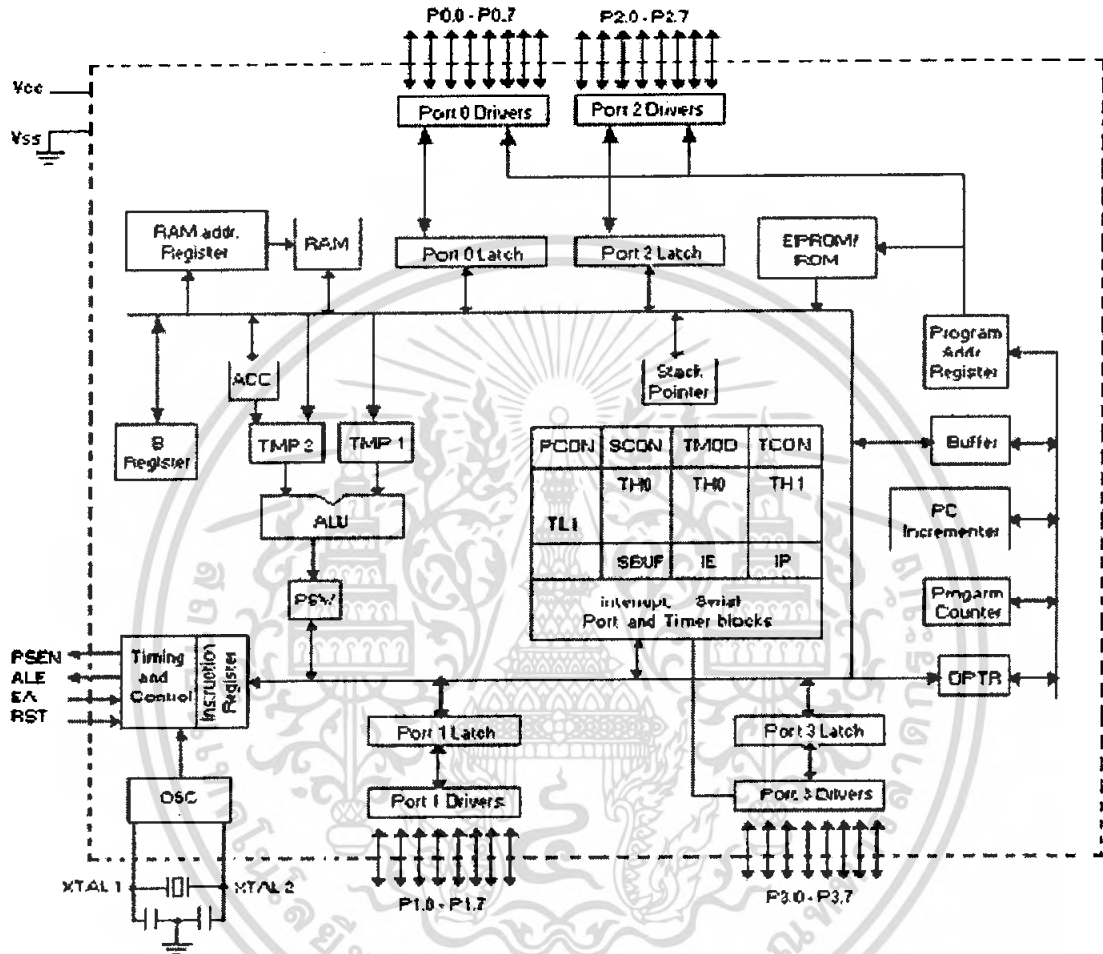 P0.0 - P0.7
P2.0 - P2.7
Vcc
Vss
Port 0 Drivers
Port 2 Drivers
RAM addr.
Register
RAM
Port 0 Latch
Port 2 Latch
EPROM/
ROM
Program
Addr
Register
ACC
Stack
Pointer
B
Register
TMP 2
TMP 1
Buffer
PCON SCON TMOD TCON
TH0 TH0 TH1
TL1
SBUF IE IP
Interrupt, Serial
Port and Timer blocks
ALU
PSW
PC
Incrementer
Progarm
Counter
DPTR
PSEN
ALE
EA
RST
Timing
and
Control
Instruction
Register
Port 1 Latch
Port 3 Latch
OSC
Port 1 Drivers
Port 3 Drivers
XTAL 1
XTAL 2
P1.0 - P1.7
P3.0 - P3.7